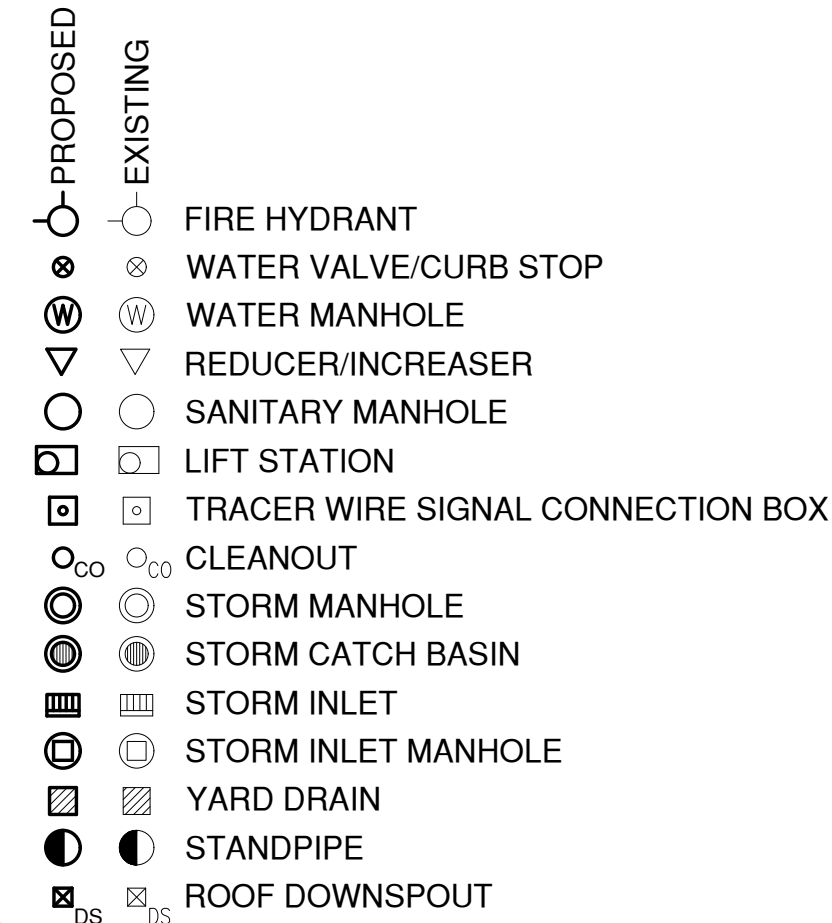 PROPOSED
EXISTING
FIRE HYDRANT
WATER VALVE/CURB STOP
W W WATER MANHOLE
REDUCER/INCREASER
SANITARY MANHOLE
LIFT STATION
TRACER WIRE SIGNAL CONNECTION BOX
CO CO CLEANOUT
STORM MANHOLE
STORM CATCH BASIN
STORM INLET
STORM INLET MANHOLE
YARD DRAIN
STANDPIPE
DS DS ROOF DOWNSPOUT